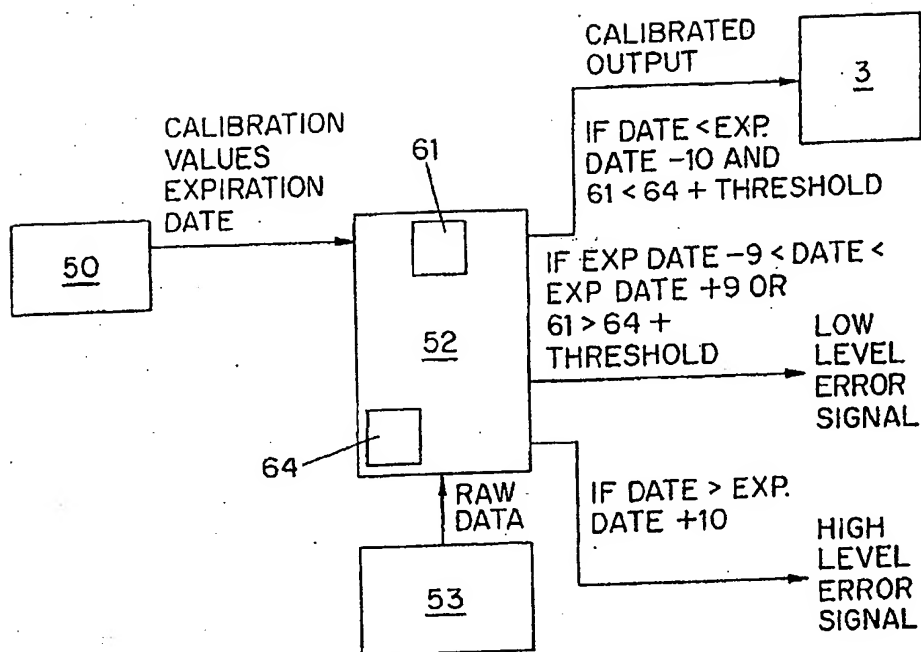 CALIBRATED
OUTPUT
3
IF DATE < EXP.
DATE -10 AND
61 < 64 + THRESHOLD
CALIBRATION
VALUES
EXPIRATION
DATE
61
50
IF EXP DATE -9 < DATE <
EXP DATE +9 OR
61 > 64 +
THRESHOLD
52
LOW
LEVEL
ERROR
SIGNAL
64
RAW
DATA
IF DATE > EXP.
DATE +10
53
HIGH
LEVEL
ERROR
SIGNAL